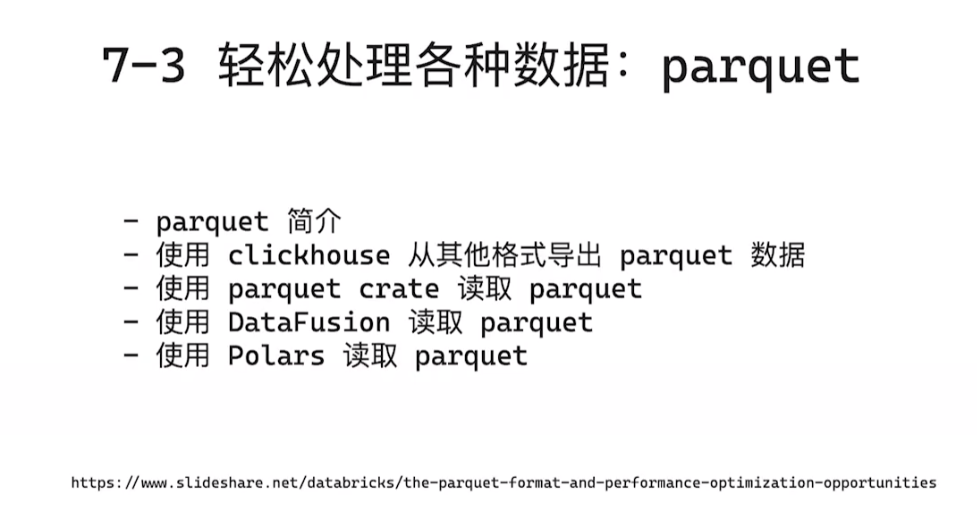 7-3 轻松处理各种数据：parquet
- parquet 简介
- 使用 clickhouse 从其他格式导出 parquet 数据
- 使用 parquet crate 读取 parquet
- 使用 DataFusion 读取 parquet
- 使用 Polars 读取 parquet
https://www.slideshare.net/databricks/the-parquet-format-and-performance-optimization-opportunities